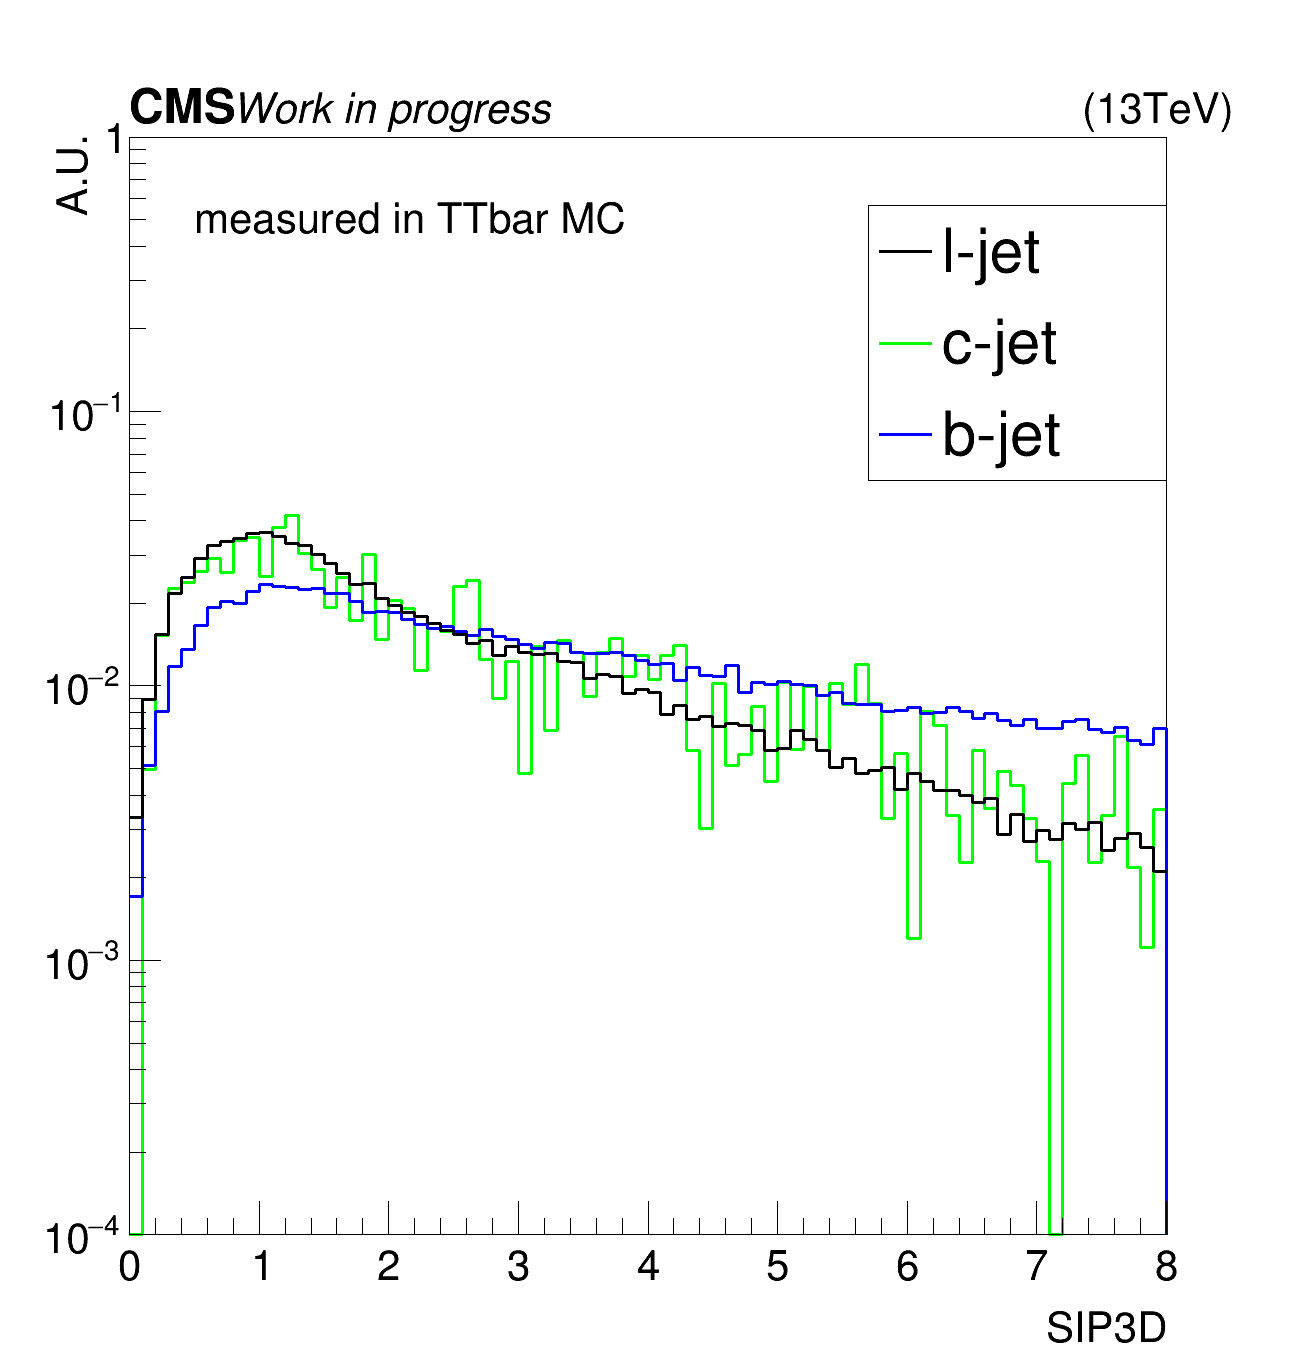 CMS Work in progress (13TeV)
A.U.
measured in TTbar MC
l-jet
c-jet
b-jet
1
10−1
10−2
10−3
10−4
0 1 2 3 4 5 6 7 8
SIP3D